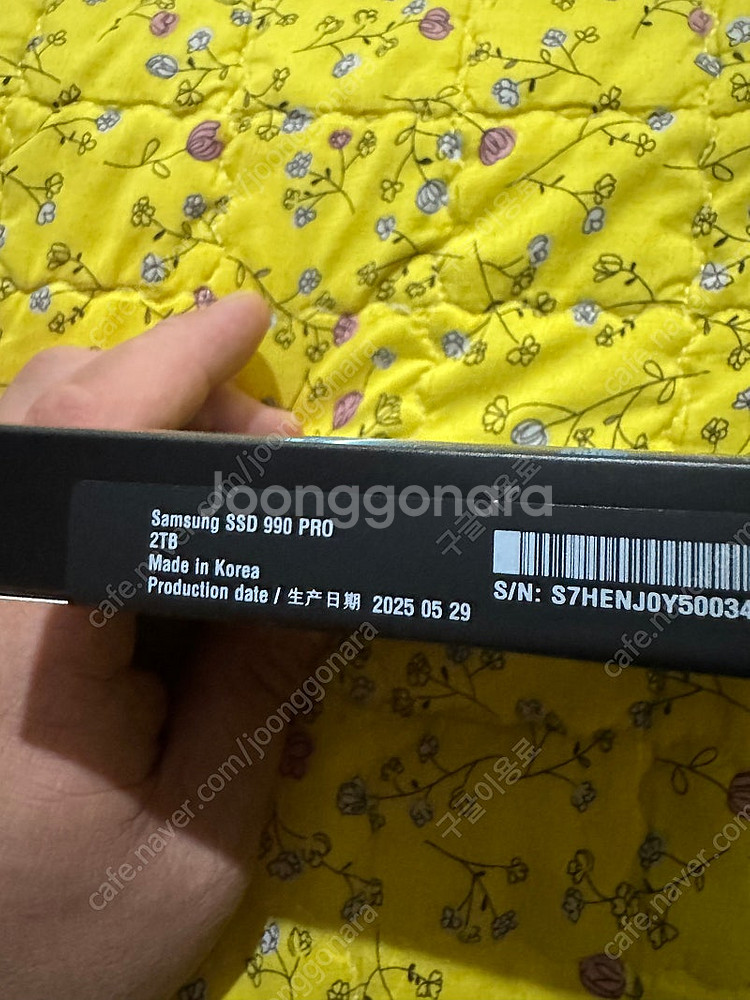 Joonggonara
Samsung SSD 990 PRO
2TB
Made in Korea
Production date / 生产日期 2025 05 29
S/N: S7HENJ0Y50034
구글이용료
cafe.naver.com/joonggonara